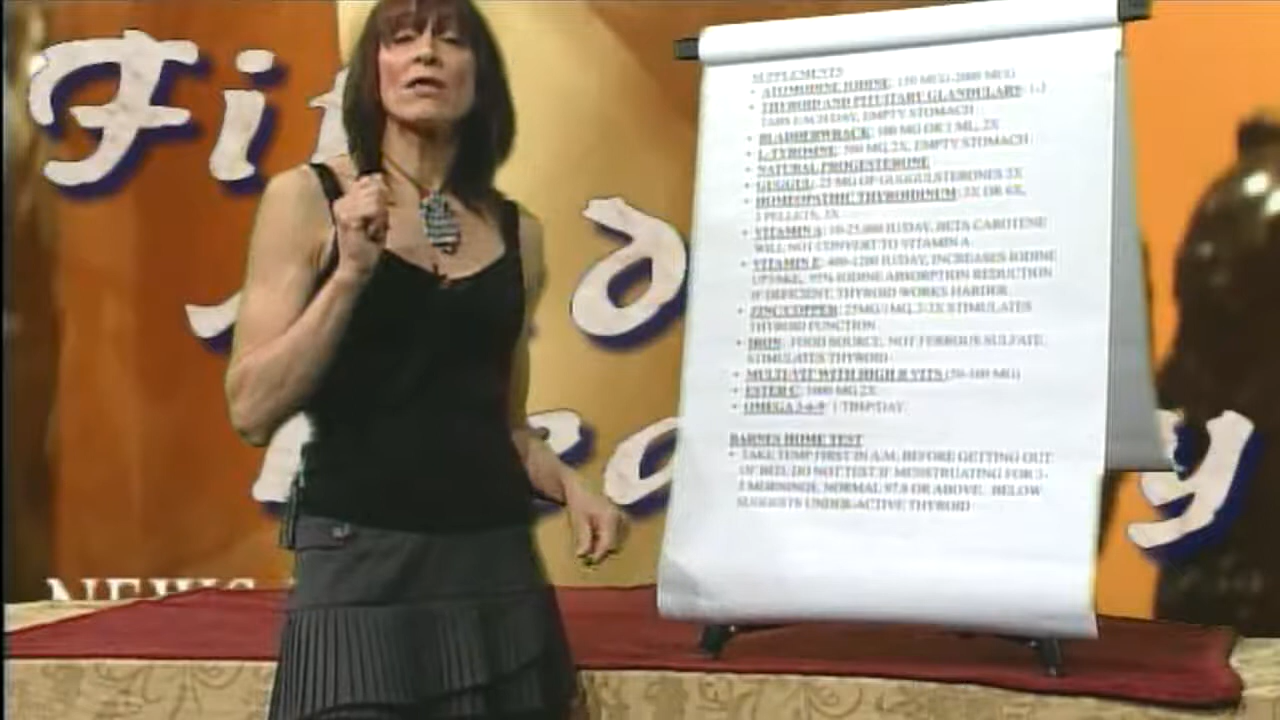 Fit
NEWS
SUPPLEMENTS
• ATOMODINE IODINE: (150 MCG-2000 MCG)
• THYROID AND PITUITARY GLANDULARS:
TABS EACH DAY, EMPTY STOMACH
• BLADDERWRACK: 500 MG OR 1 ML, 2X
• L-TYROSINE: 500 MG, 2X, EMPTY STOMACH
• NATURAL PROGESTERONE
• GUGGUL: 25 MG OF GUGGULSTERONES 3X
• HOMEOPATHIC THYROIDINUM: 3X OR 6X,
3 PELLETS, 3X
• VITAMIN A: 10-25,000 IU/DAY, BETA CAROTENE
WILL NOT CONVERT TO VITAMIN A
• VITAMIN E: 400-1200 IU/DAY, INCREASES IODINE
UPTAKE, 95% IODINE ABSORPTION REDUCTION
IF DEFICIENT, THYROID WORKS HARDER
• ZINC/COPPER: 25MG/3MG, 2-3X STIMULATES
THYROID FUNCTION
• IRON: FOOD SOURCE, NOT FERROUS SULFATE,
STIMULATES THYROID
• MULTI-VIT WITH HIGH B VITS (50-100 MG)
• ESTER C: 1000 MG 2X
• OMEGA 3-6-9: 1 TBSP/DAY
BARNES HOME TEST
• TAKE TEMP FIRST IN A.M. BEFORE GETTING OUT
OF BED, DO NOT TEST IF MENSTRUATING FOR 3-
MORNINGS. NORMAL 97.8 OR ABOVE. BELOW
SUGGESTS UNDER-ACTIVE THYROID